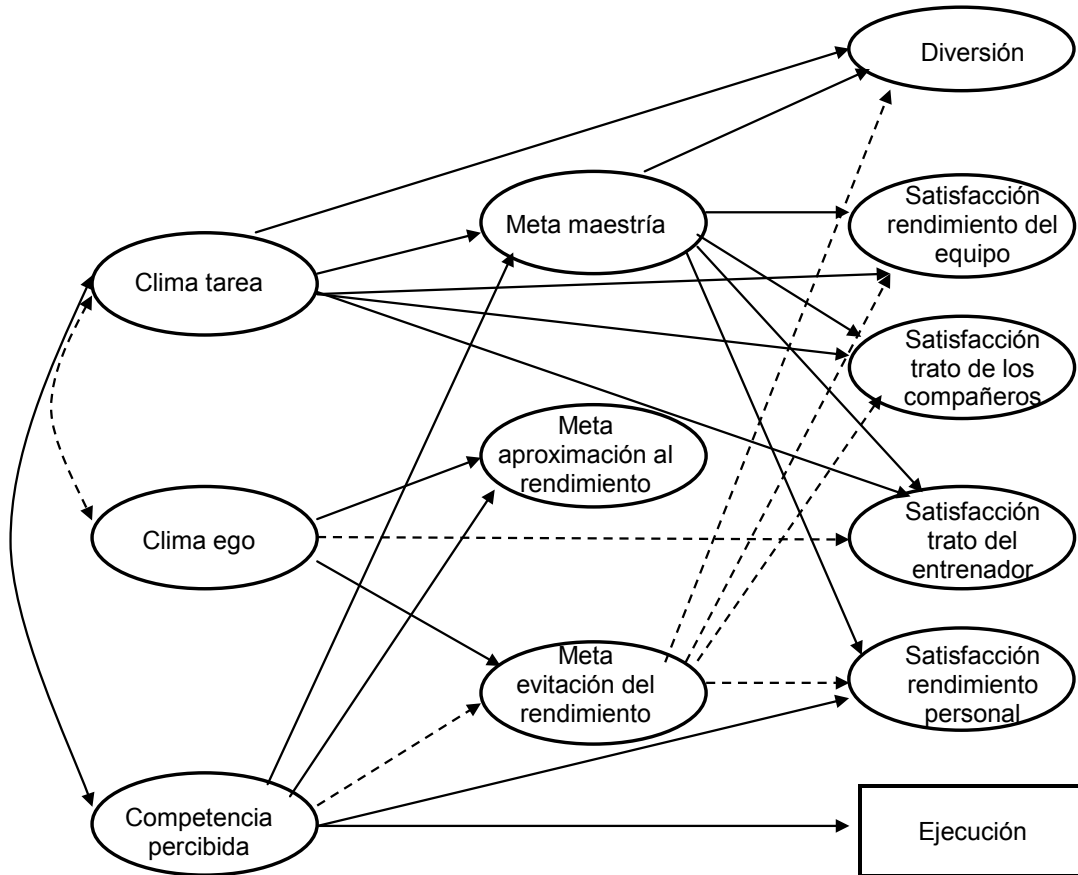 Diversión
Satisfacción
rendimiento del
equipo
Meta maestría
Clima tarea
Satisfacción
trato de los
compañeros
Meta
aproximación al
rendimiento
Clima ego
Satisfacción
trato del
entrenador
Meta
evitación del
rendimiento
Satisfacción
rendimiento
personal
Competencia
percibida
Ejecución